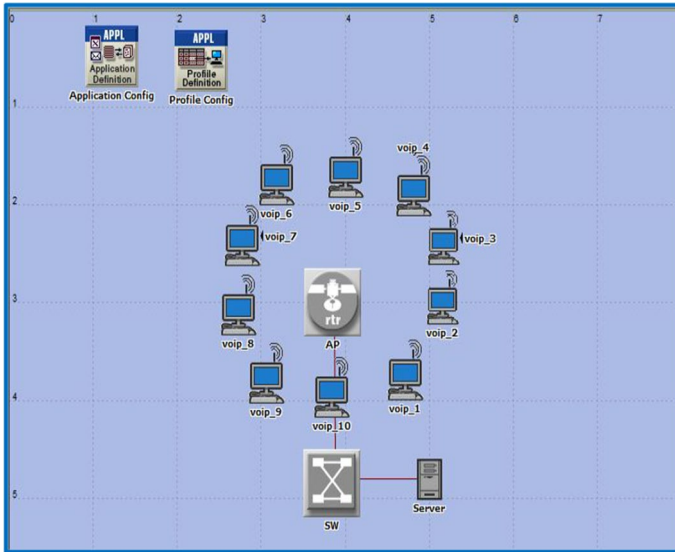 0 1 2 3 4 5 6 7
APPL
Application
Definition
Application Config
APPL
Profile
Definition
Profile Config
1
voip_4
voip_5
2
voip_6
voip_7
voip_3
3
rtr
AP
voip_2
voip_8
4
voip_1
voip_9
voip_10
5
Server
SW